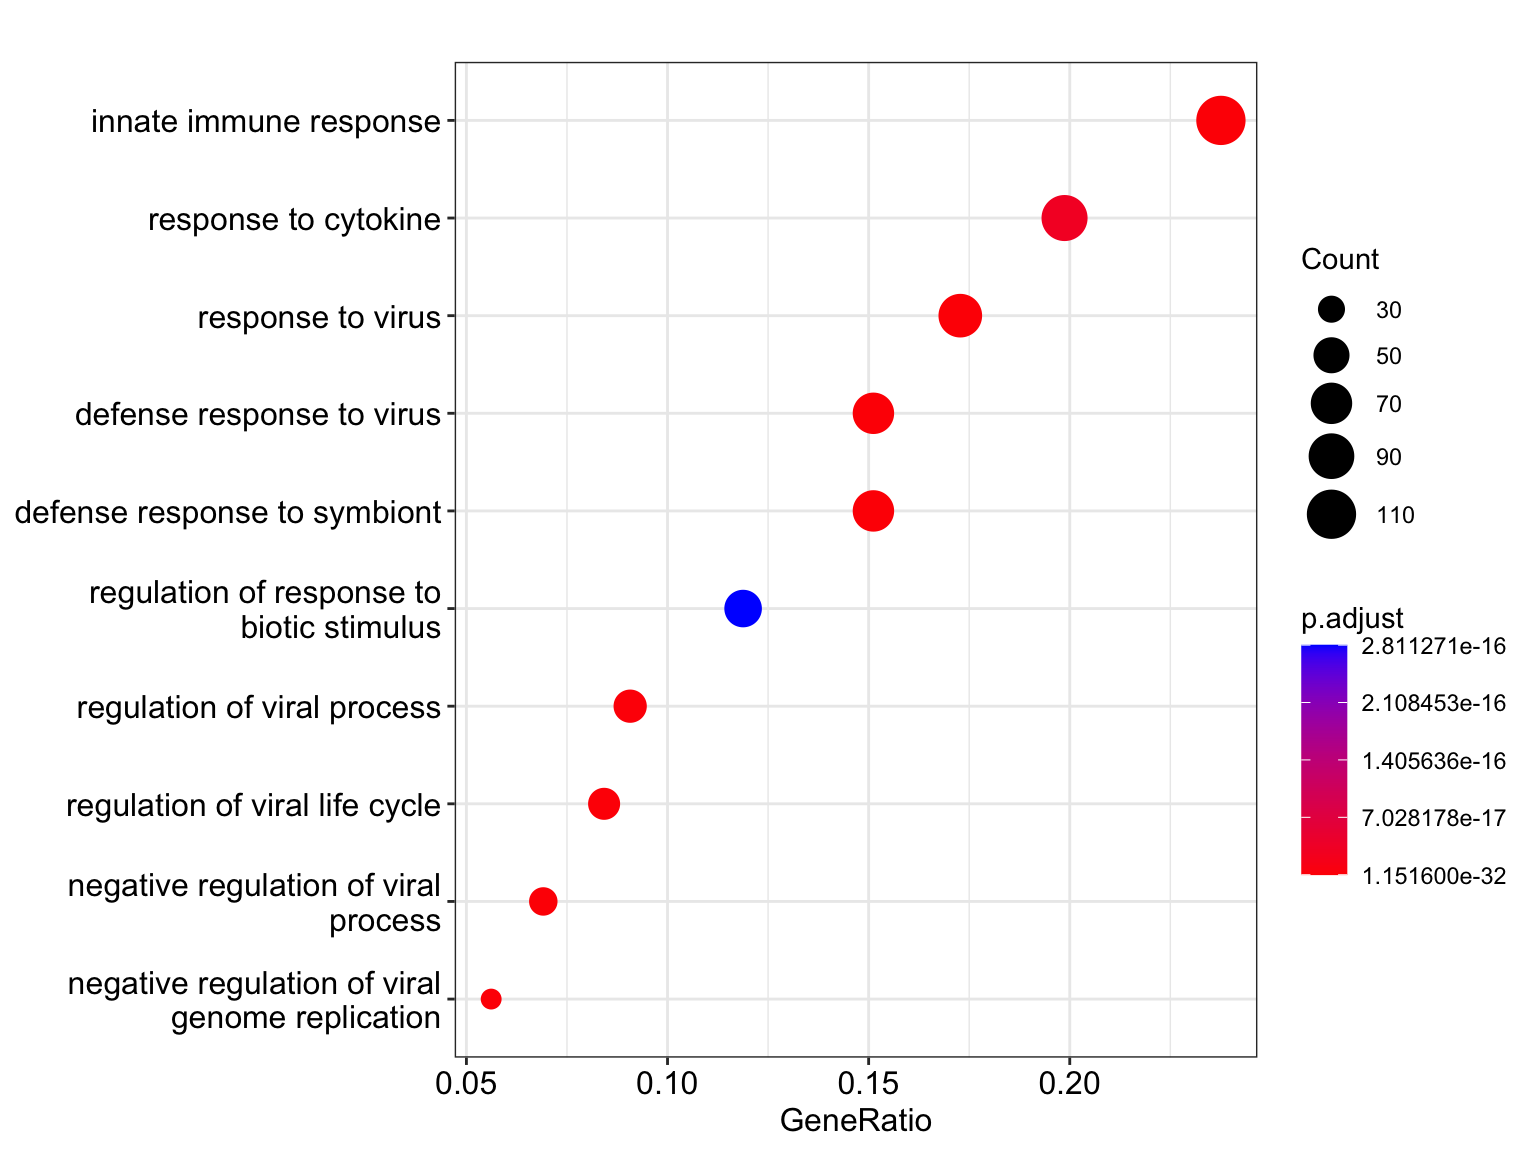 innate immune response
response to cytokine
response to virus
defense response to virus
defense response to symbiont
regulation of response to
biotic stimulus
regulation of viral process
regulation of viral life cycle
negative regulation of viral
process
negative regulation of viral
genome replication
0.05
0.10
0.15
0.20
GeneRatio
Count
30
50
70
90
110
p.adjust
2.811271e-16
2.108453e-16
1.405636e-16
7.028178e-17
1.151600e-32